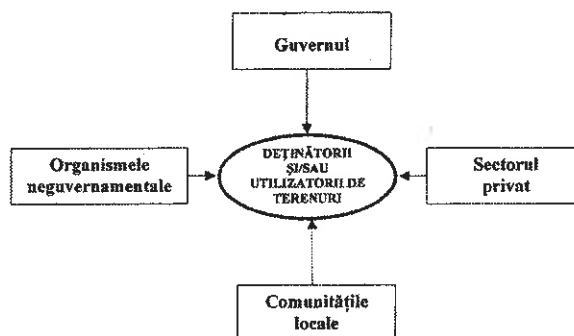 Guvernul
Organismele
neguvernamentale
DEȚINĂTORII
ȘI/SAU
UTILIZATORII DE
TERENURI
Sectorul
privat
Comunitățile
locale